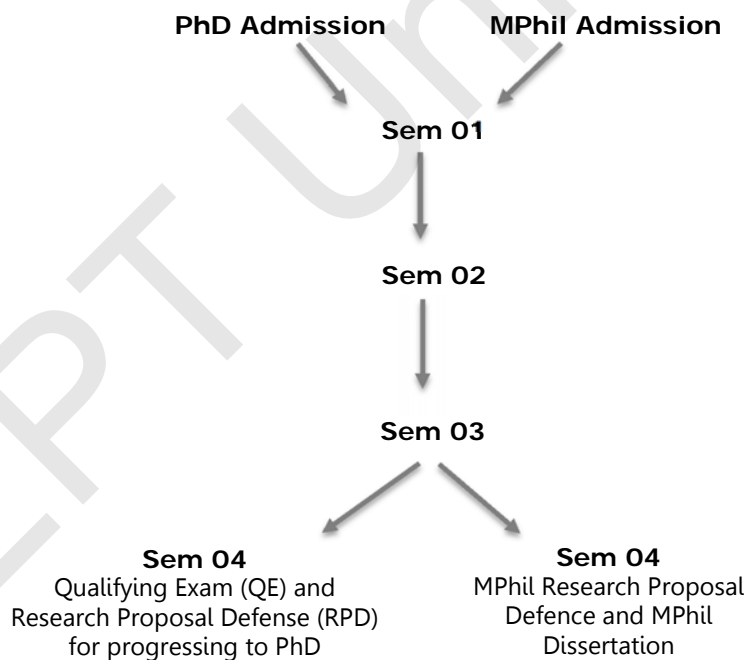 PhD Admission
MPhil Admission
Sem 01
Sem 02
Sem 03
Sem 04
Qualifying Exam (QE) and
Research Proposal Defense (RPD)
for progressing to PhD
Sem 04
MPhil Research Proposal
Defence and MPhil
Dissertation